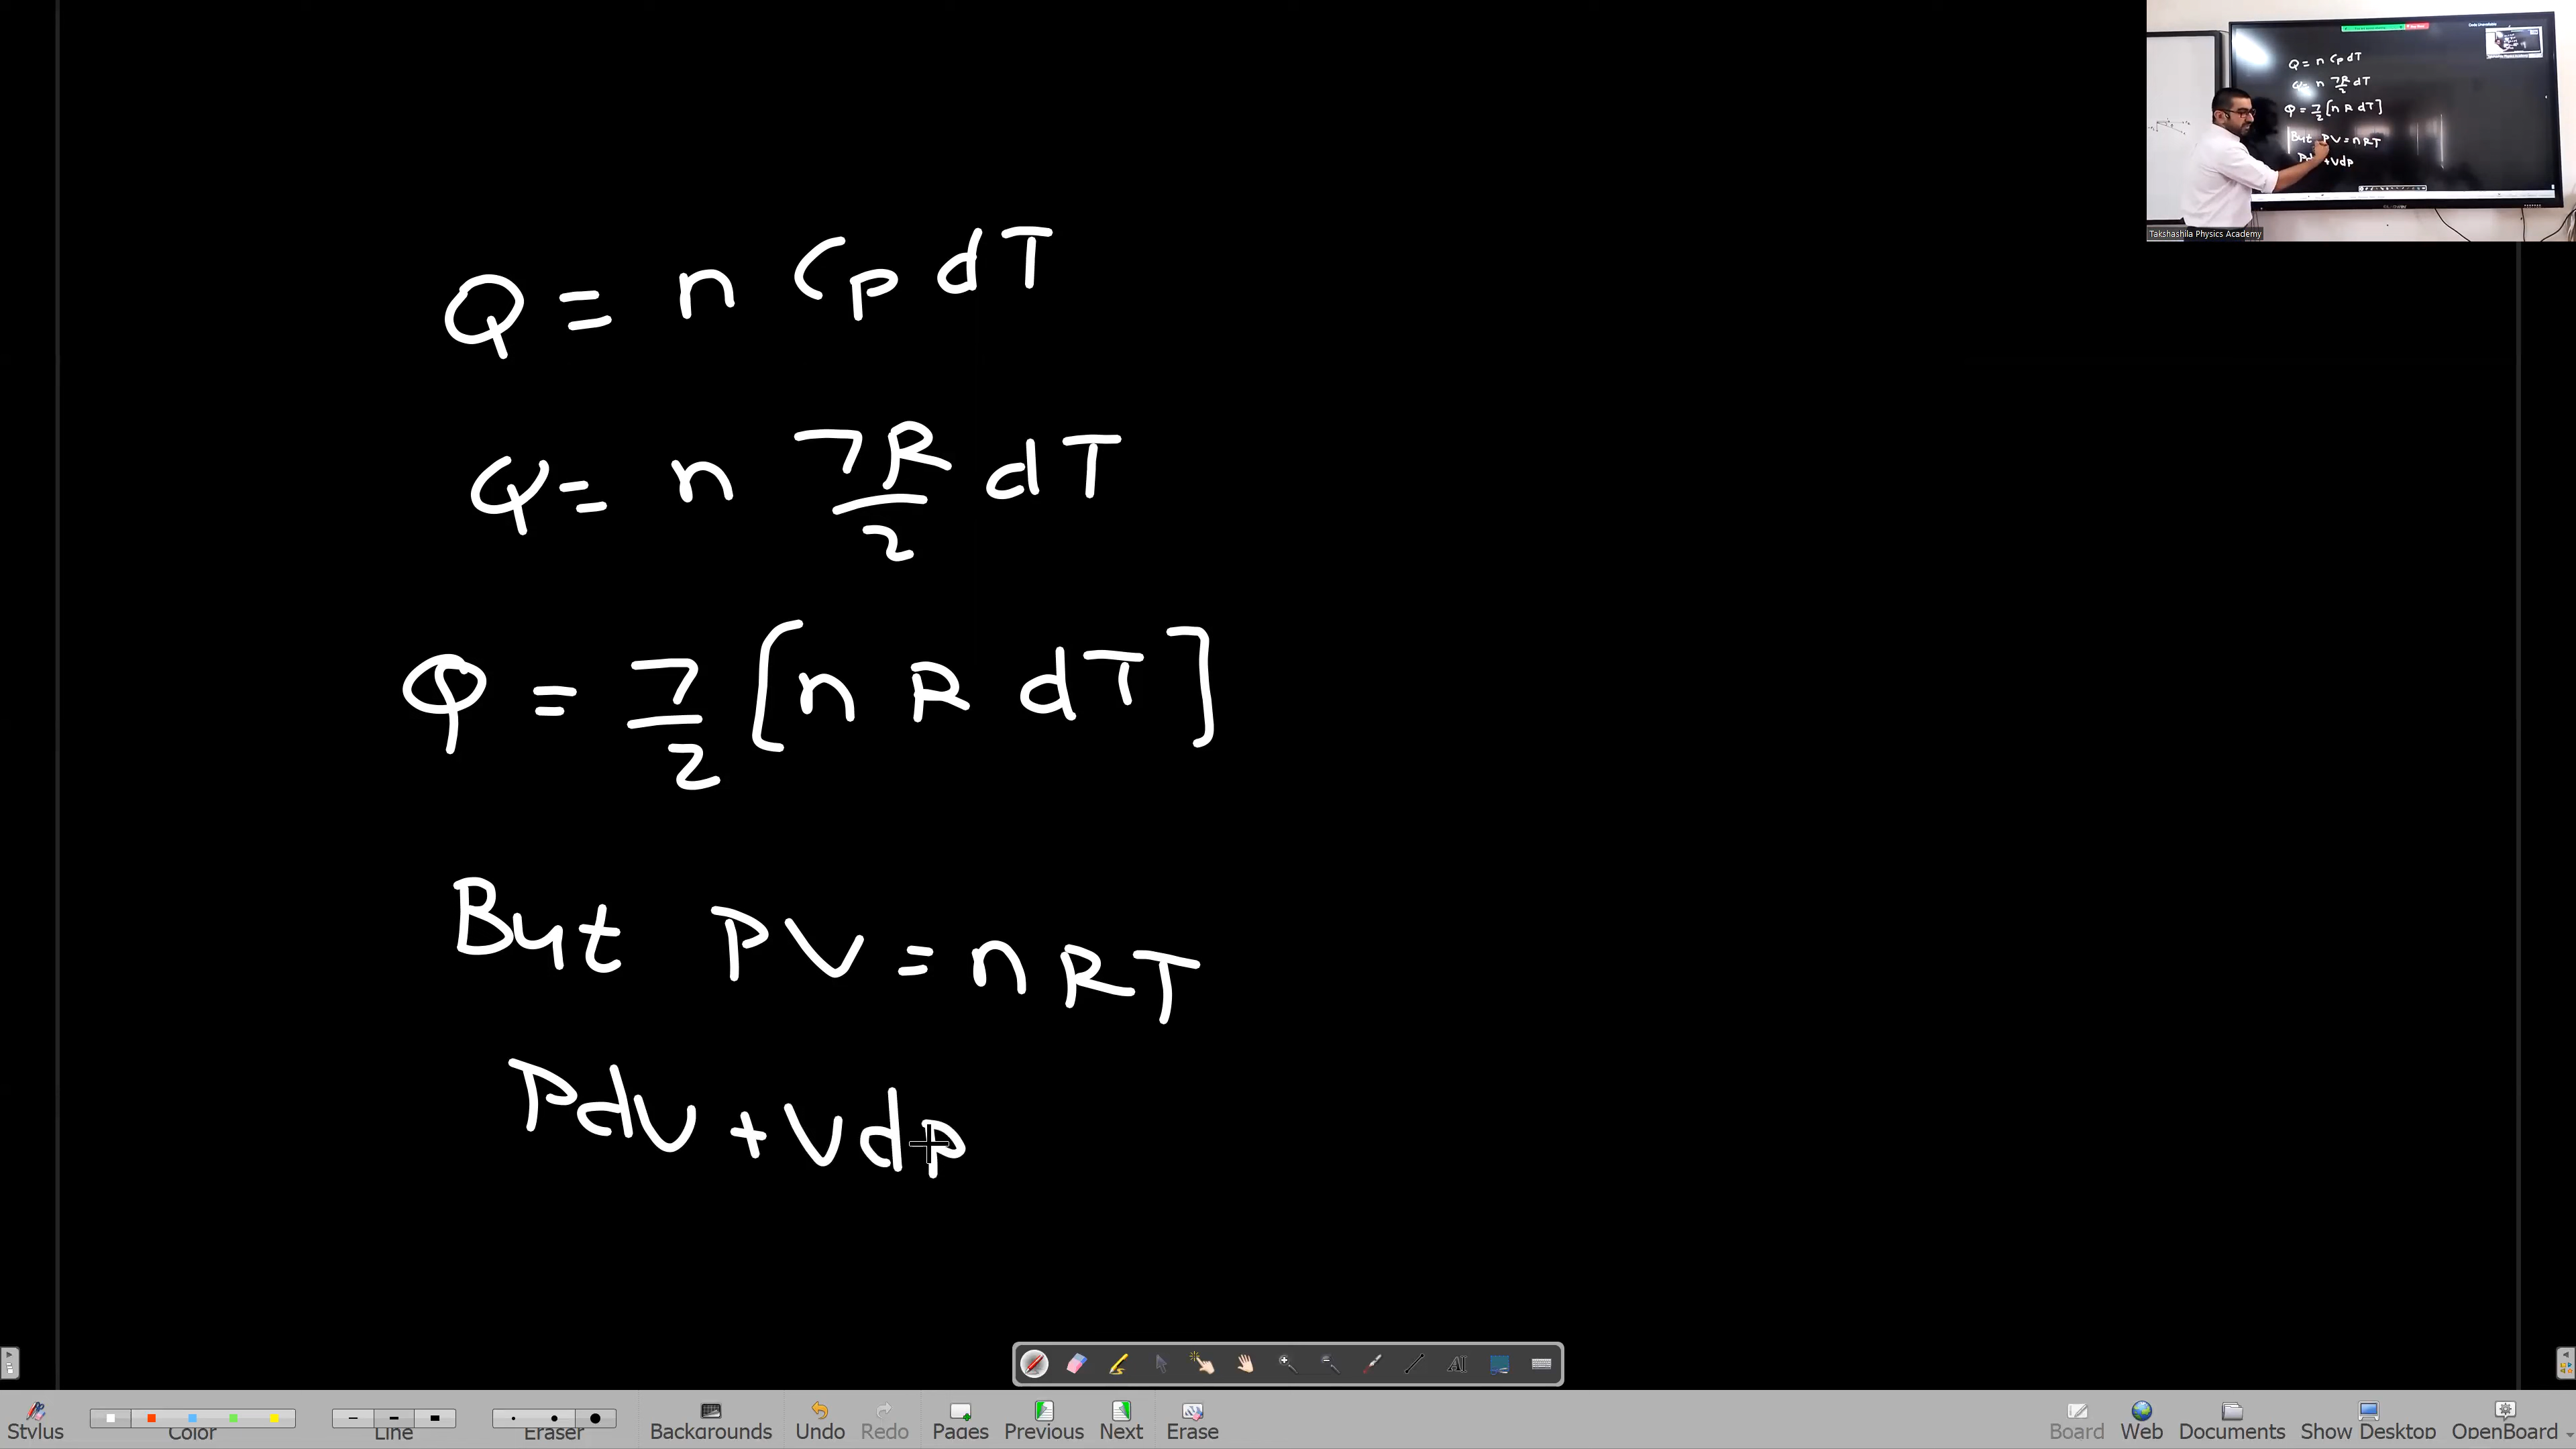 Q = n Cp dT
Q = n 7R/2 dT
Q = 7/2 [n R dT]
But PV = nRT
PdV + Vdp
Takshashila Physics Academy
Stylus
Color
Line
Eraser
Backgrounds
Undo
Redo
Pages
Previous
Next
Erase
Board
Web
Documents
Show Desktop
OpenBoard